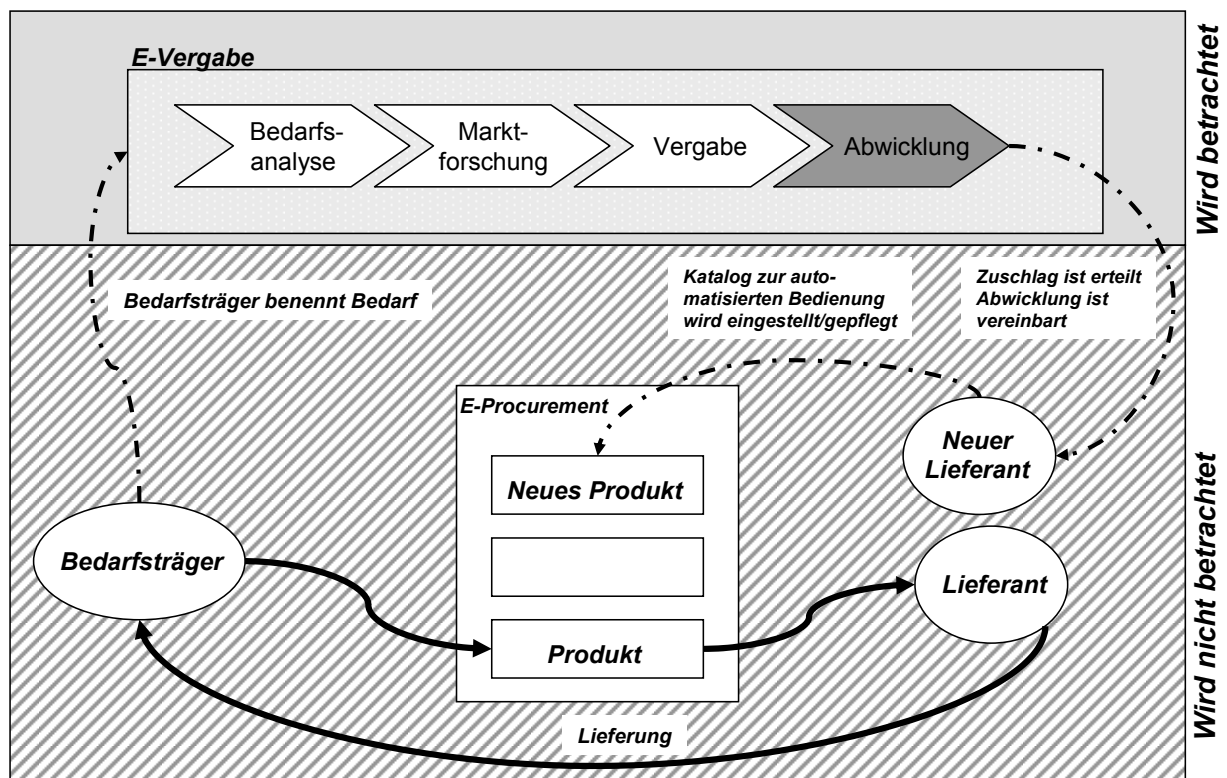 E-Vergabe
Bedarfs-
analyse
Markt-
forschung
Vergabe
Abwicklung
Wird betrachtet
Bedarfsträger benennt Bedarf
Katalog zur auto-
matisierten Bedienung
wird eingestellt/gepflegt
Zuschlag ist erteilt
Abwicklung ist
vereinbart
E-Procurement
Neues Produkt
Neuer
Lieferant
Bedarfsträger
Lieferant
Produkt
Lieferung
Wird nicht betrachtet